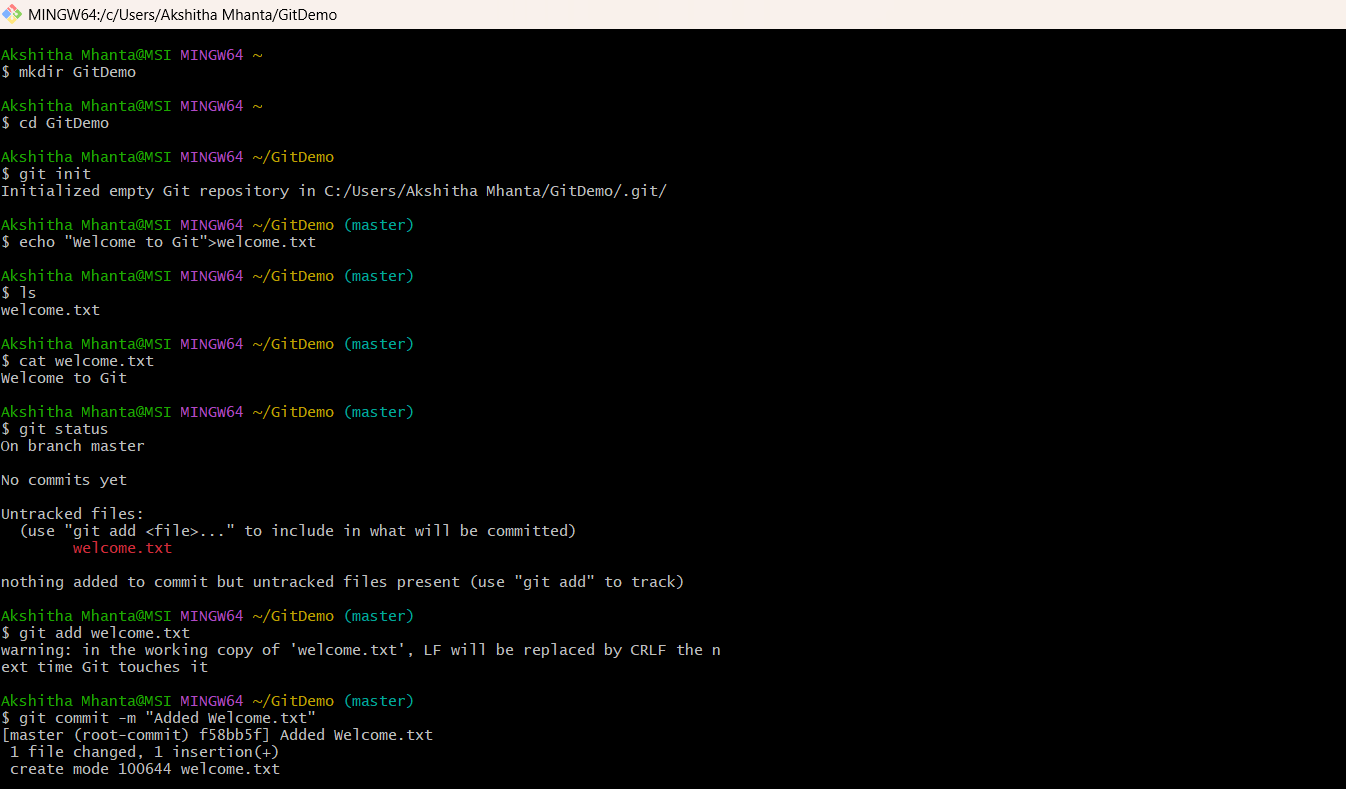 MINGW64:/c/Users/Akshitha Mhanta/GitDemo
Akshitha Mhanta@MSI MINGW64 ~
$ mkdir GitDemo
Akshitha Mhanta@MSI MINGW64 ~
$ cd GitDemo
Akshitha Mhanta@MSI MINGW64 ~/GitDemo
$ git init
Initialized empty Git repository in C:/Users/Akshitha Mhanta/GitDemo/.git/
Akshitha Mhanta@MSI MINGW64 ~/GitDemo (master)
$ echo "Welcome to Git">welcome.txt
Akshitha Mhanta@MSI MINGW64 ~/GitDemo (master)
$ ls
welcome.txt
Akshitha Mhanta@MSI MINGW64 ~/GitDemo (master)
$ cat welcome.txt
Welcome to Git
Akshitha Mhanta@MSI MINGW64 ~/GitDemo (master)
$ git status
On branch master
No commits yet
Untracked files:
  (use "git add <file>..." to include in what will be committed)
        welcome.txt
nothing added to commit but untracked files present (use "git add" to track)
Akshitha Mhanta@MSI MINGW64 ~/GitDemo (master)
$ git add welcome.txt
warning: in the working copy of 'welcome.txt', LF will be replaced by CRLF the n
ext time Git touches it
Akshitha Mhanta@MSI MINGW64 ~/GitDemo (master)
$ git commit -m "Added Welcome.txt"
[master (root-commit) f58bb5f] Added Welcome.txt
 1 file changed, 1 insertion(+)
 create mode 100644 welcome.txt